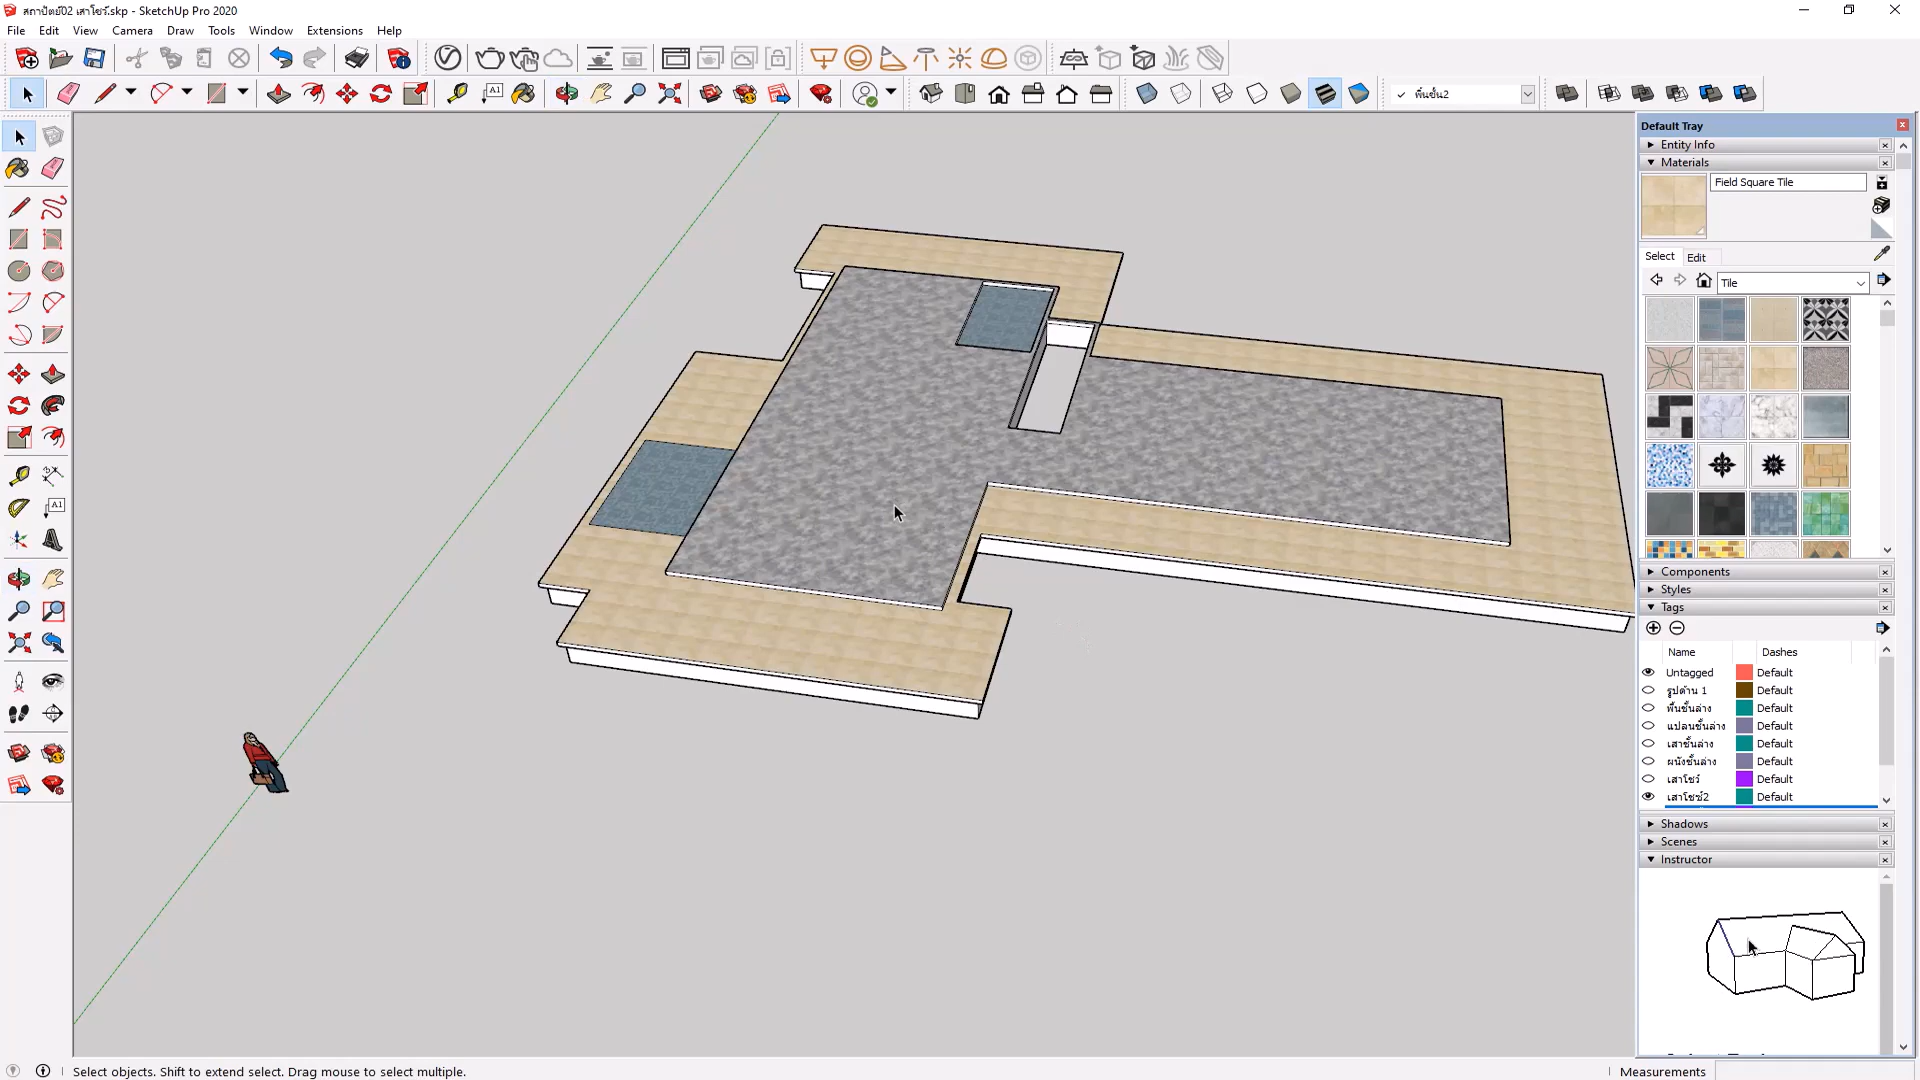 สถาปัตย์02 เสาโชว์.skp - SketchUp Pro 2020
File Edit View Camera Draw Tools Window Extensions Help
A1
✓ พื้นชั้น2
Default Tray
Entity Info
Materials
Field Square Tile
Select Edit
Tile
A1
Components
Styles
Tags
Name Dashes
Untagged Default
รูปด้าน 1 Default
พื้นชั้นล่าง Default
แปลนชั้นล่าง Default
เสาชั้นล่าง Default
ผนังชั้นล่าง Default
เสาโชว์ Default
เสาโชช์2 Default
Shadows
Scenes
Instructor
Select objects. Shift to extend select. Drag mouse to select multiple.
Measurements